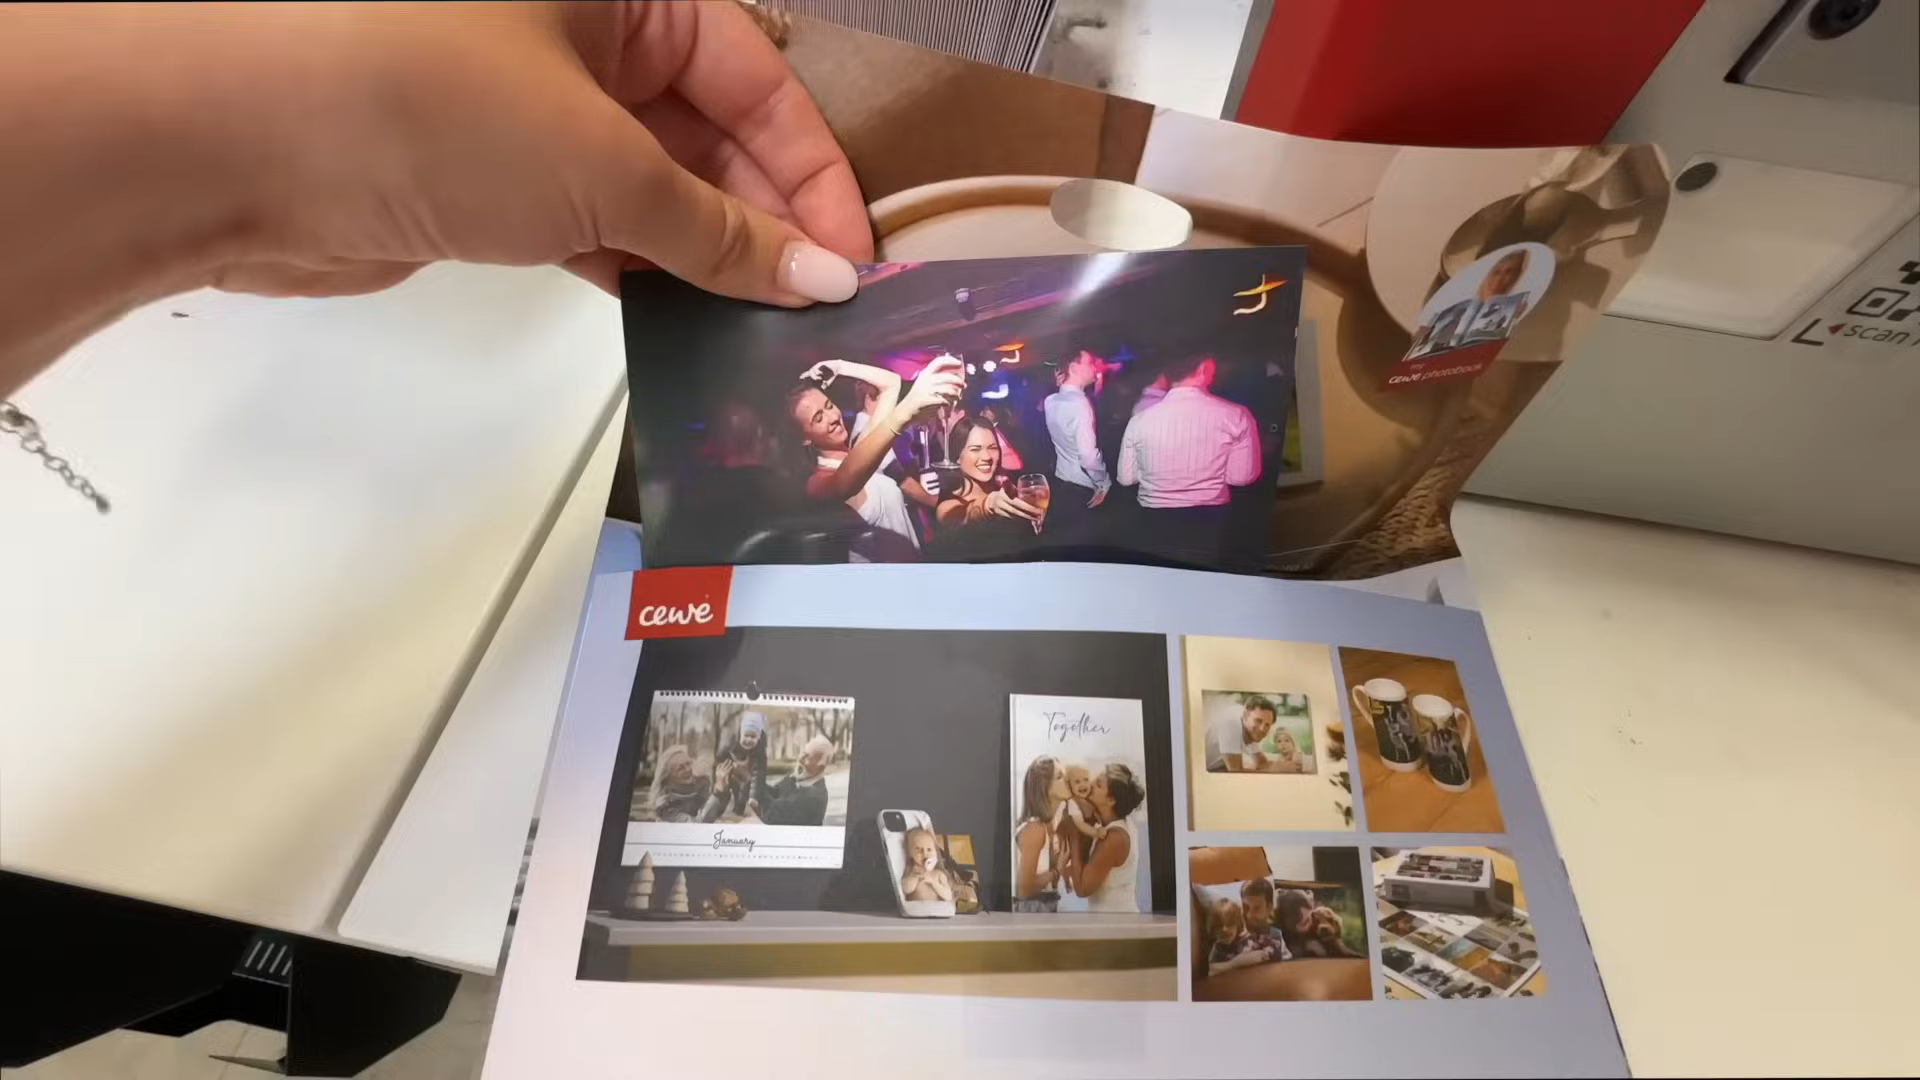 my
cewe photobook
scan
cewe
Together
January